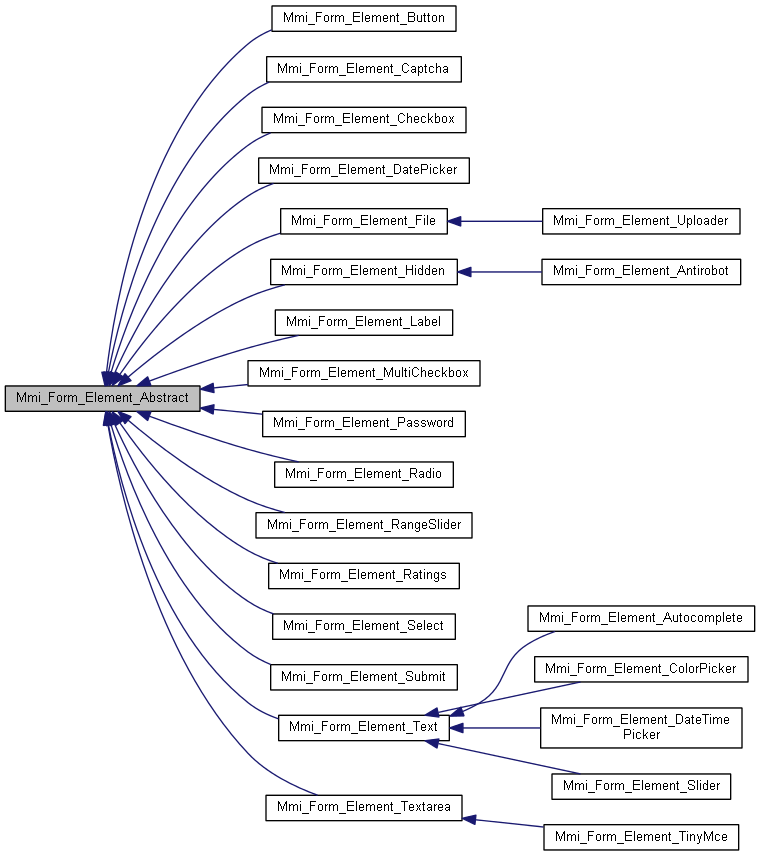 Mmi_Form_Element_Button
Mmi_Form_Element_Captcha
Mmi_Form_Element_Checkbox
Mmi_Form_Element_DatePicker
Mmi_Form_Element_File
Mmi_Form_Element_Uploader
Mmi_Form_Element_Hidden
Mmi_Form_Element_Antirobot
Mmi_Form_Element_Label
Mmi_Form_Element_MultiCheckbox
Mmi_Form_Element_Abstract
Mmi_Form_Element_Password
Mmi_Form_Element_Radio
Mmi_Form_Element_RangeSlider
Mmi_Form_Element_Ratings
Mmi_Form_Element_Select
Mmi_Form_Element_Autocomplete
Mmi_Form_Element_Submit
Mmi_Form_Element_ColorPicker
Mmi_Form_Element_Text
Mmi_Form_Element_DateTime
Picker
Mmi_Form_Element_Slider
Mmi_Form_Element_Textarea
Mmi_Form_Element_TinyMce